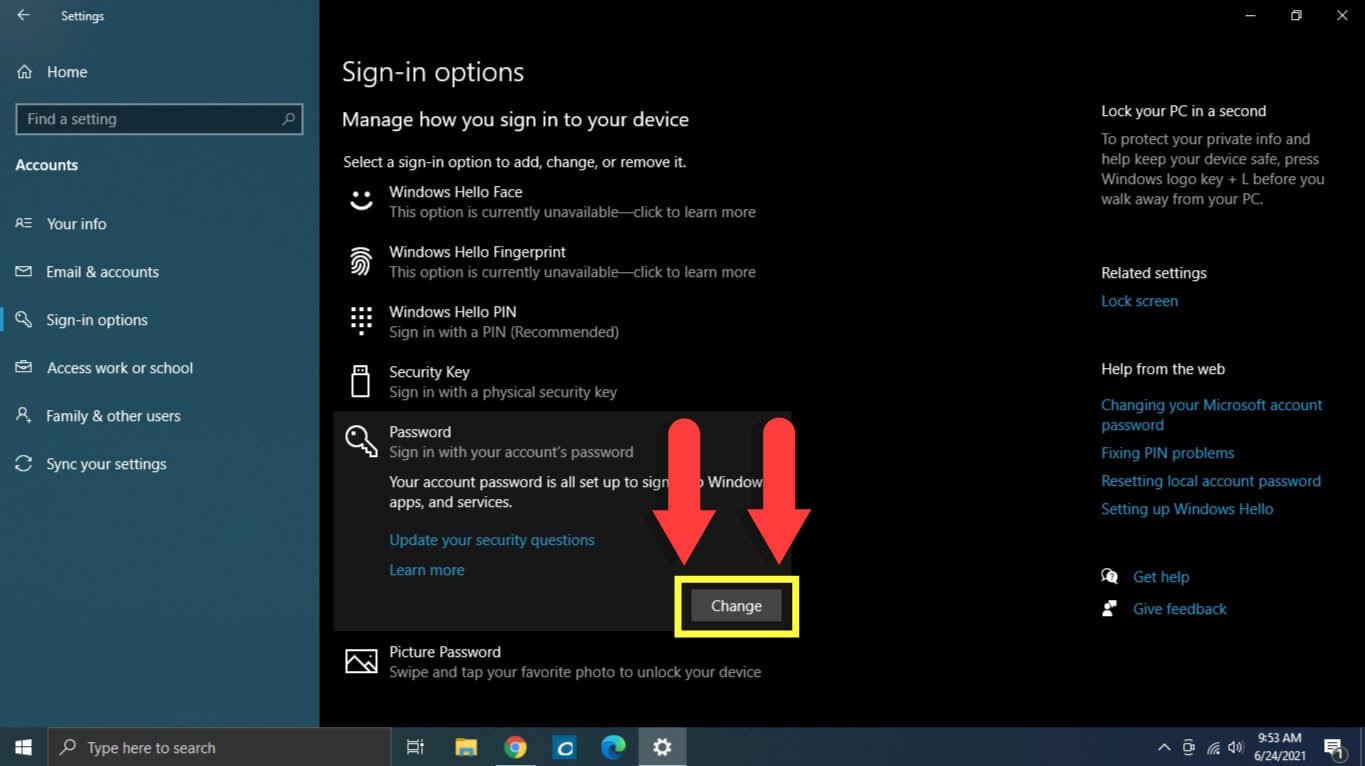 Settings
Home
Find a setting
Accounts
Your info
Email & accounts
Sign-in options
Access work or school
Family & other users
Sync your settings
Sign-in options
Manage how you sign in to your device
Select a sign-in option to add, change, or remove it.
Windows Hello Face
This option is currently unavailable—click to learn more
Windows Hello Fingerprint
This option is currently unavailable—click to learn more
Windows Hello PIN
Sign in with a PIN (Recommended)
Security Key
Sign in with a physical security key
Password
Sign in with your account's password
Your account password is all set up to sign
apps, and services.
Update your security questions
Learn more
Change
Picture Password
Swipe and tap your favorite photo to unlock your device
Lock your PC in a second
To protect your private info and
help keep your device safe, press
Windows logo key + L before you
walk away from your PC.
Related settings
Lock screen
Help from the web
Changing your Microsoft account
password
Fixing PIN problems
Resetting local account password
Setting up Windows Hello
Get help
Give feedback
Type here to search
9:53 AM
6/24/2021
1